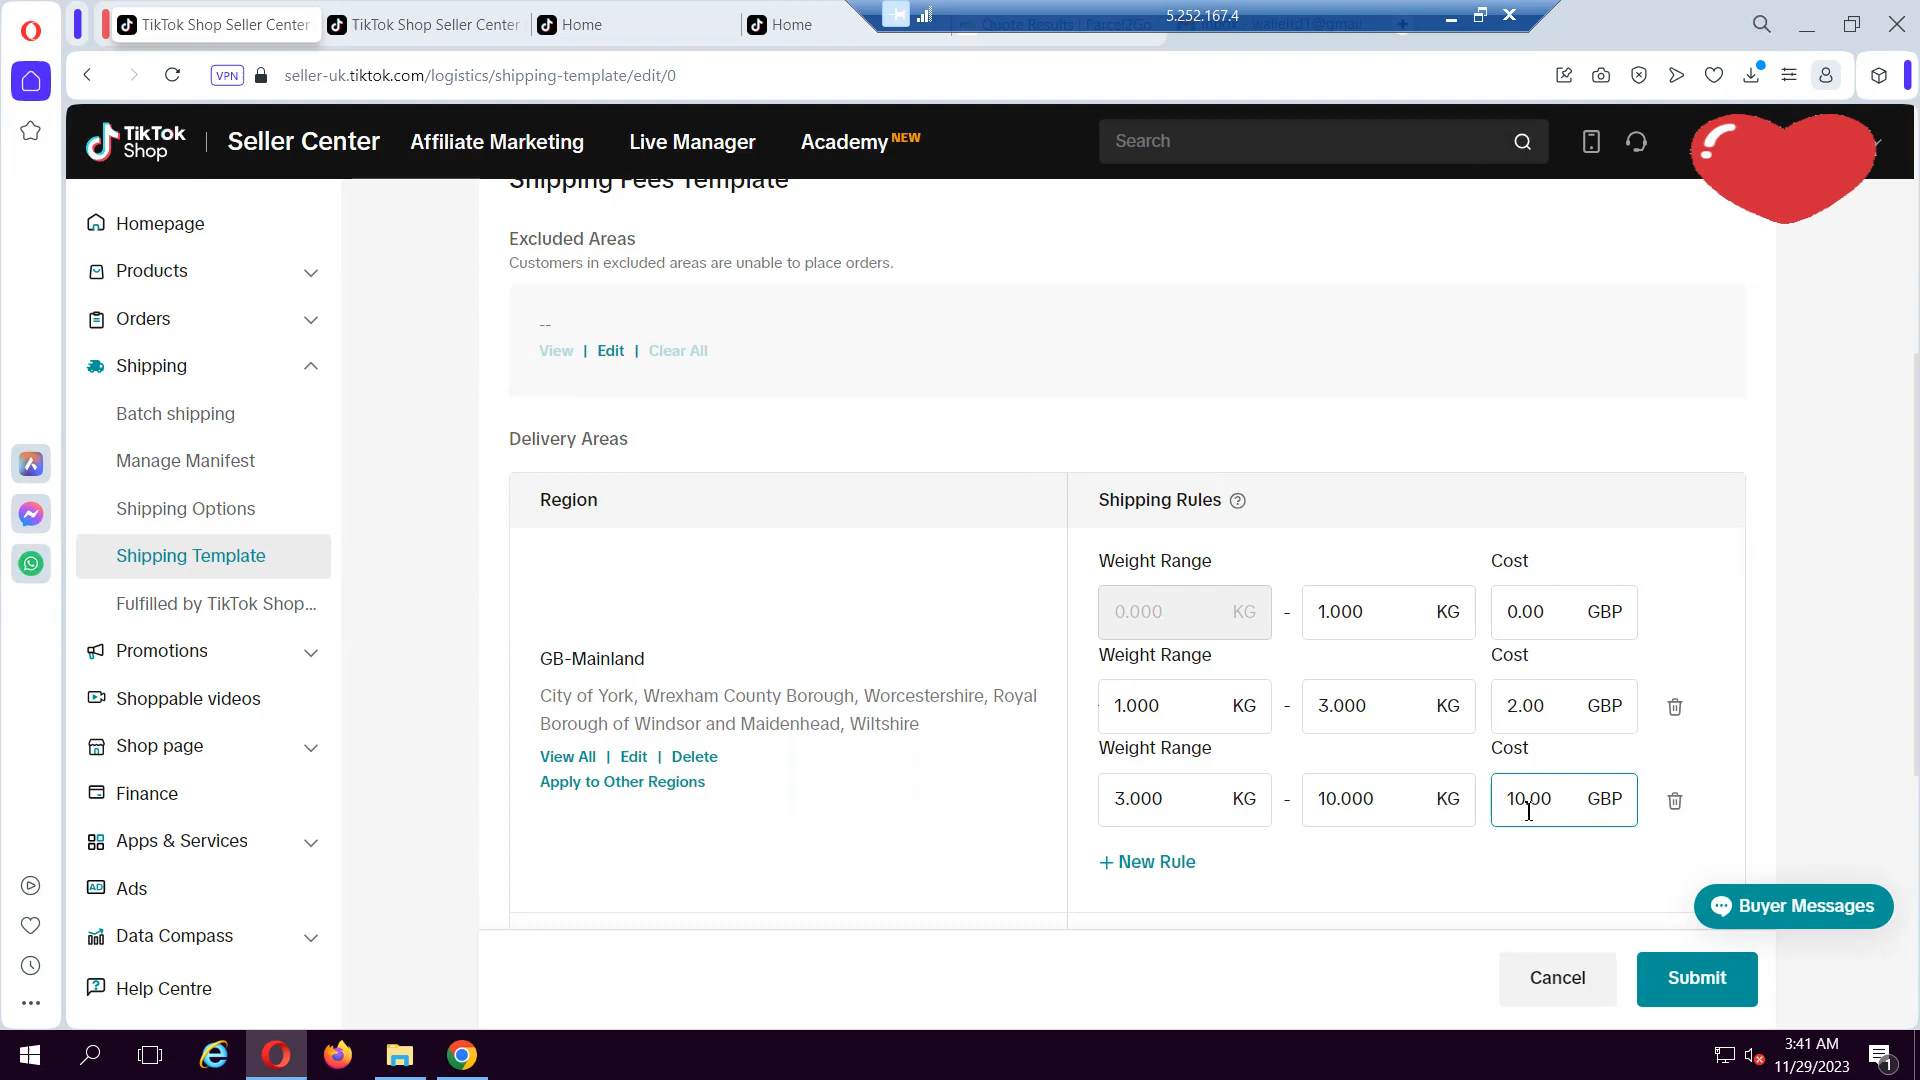 TikTok Shop Seller Center
TikTok Shop Seller Center
Home
Home
Quote Results | Parcel2Go
5.252.167.4
VPN
seller-uk.tiktok.com/logistics/shipping-template/edit/0
TikTok Shop
Seller Center
Affiliate Marketing
Live Manager
Academy NEW
Search
Homepage
Products
Orders
Shipping
Batch shipping
Manage Manifest
Shipping Options
Shipping Template
Fulfilled by TikTok Shop...
Promotions
Shoppable videos
Shop page
Finance
Apps & Services
AD Ads
Data Compass
Help Centre
Shipping Fees Template
Excluded Areas
Customers in excluded areas are unable to place orders.
--
View | Edit | Clear All
Delivery Areas
Region
Shipping Rules
GB-Mainland
City of York, Wrexham County Borough, Worcestershire, Royal
Borough of Windsor and Maidenhead, Wiltshire
View All | Edit | Delete
Apply to Other Regions
Weight Range Cost
0.000 KG - 1.000 KG 0.00 GBP
Weight Range Cost
1.000 KG - 3.000 KG 2.00 GBP
Weight Range Cost
3.000 KG - 10.000 KG 10.00 GBP
+ New Rule
Buyer Messages
Cancel
Submit
3:41 AM
11/29/2023
1